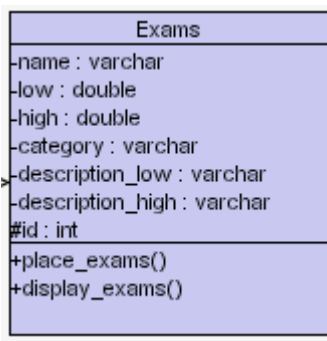 Exams
-name : varchar
-low : double
-high : double
-category : varchar
-description_low : varchar
-description_high : varchar
#id : int
+place_exams()
+display_exams()